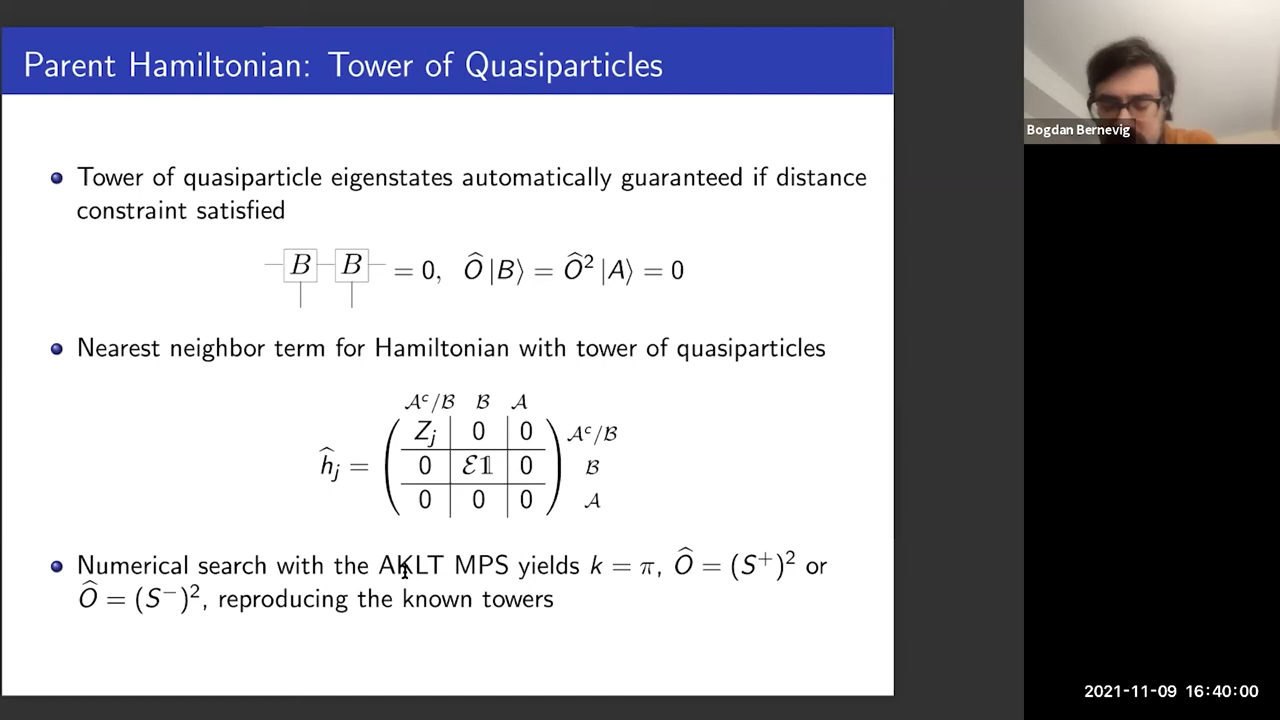 Parent Hamiltonian: Tower of Quasiparticles
Tower of quasiparticle eigenstates automatically guaranteed if distance
constraint satisfied
B B = 0, Ô |B⟩ = Ô² |A⟩ = 0
Nearest neighbor term for Hamiltonian with tower of quasiparticles
𝒜ᶜ/ℬ ℬ 𝒜
Zⱼ 0 0 𝒜ᶜ/ℬ
ĥⱼ = 0 ℰ𝟙 0 ℬ
0 0 0 𝒜
Numerical search with the AKLT MPS yields k = π, Ô = (S⁺)² or
Ô = (S⁻)², reproducing the known towers
Bogdan Bernevig
2021-11-09 16:40:00